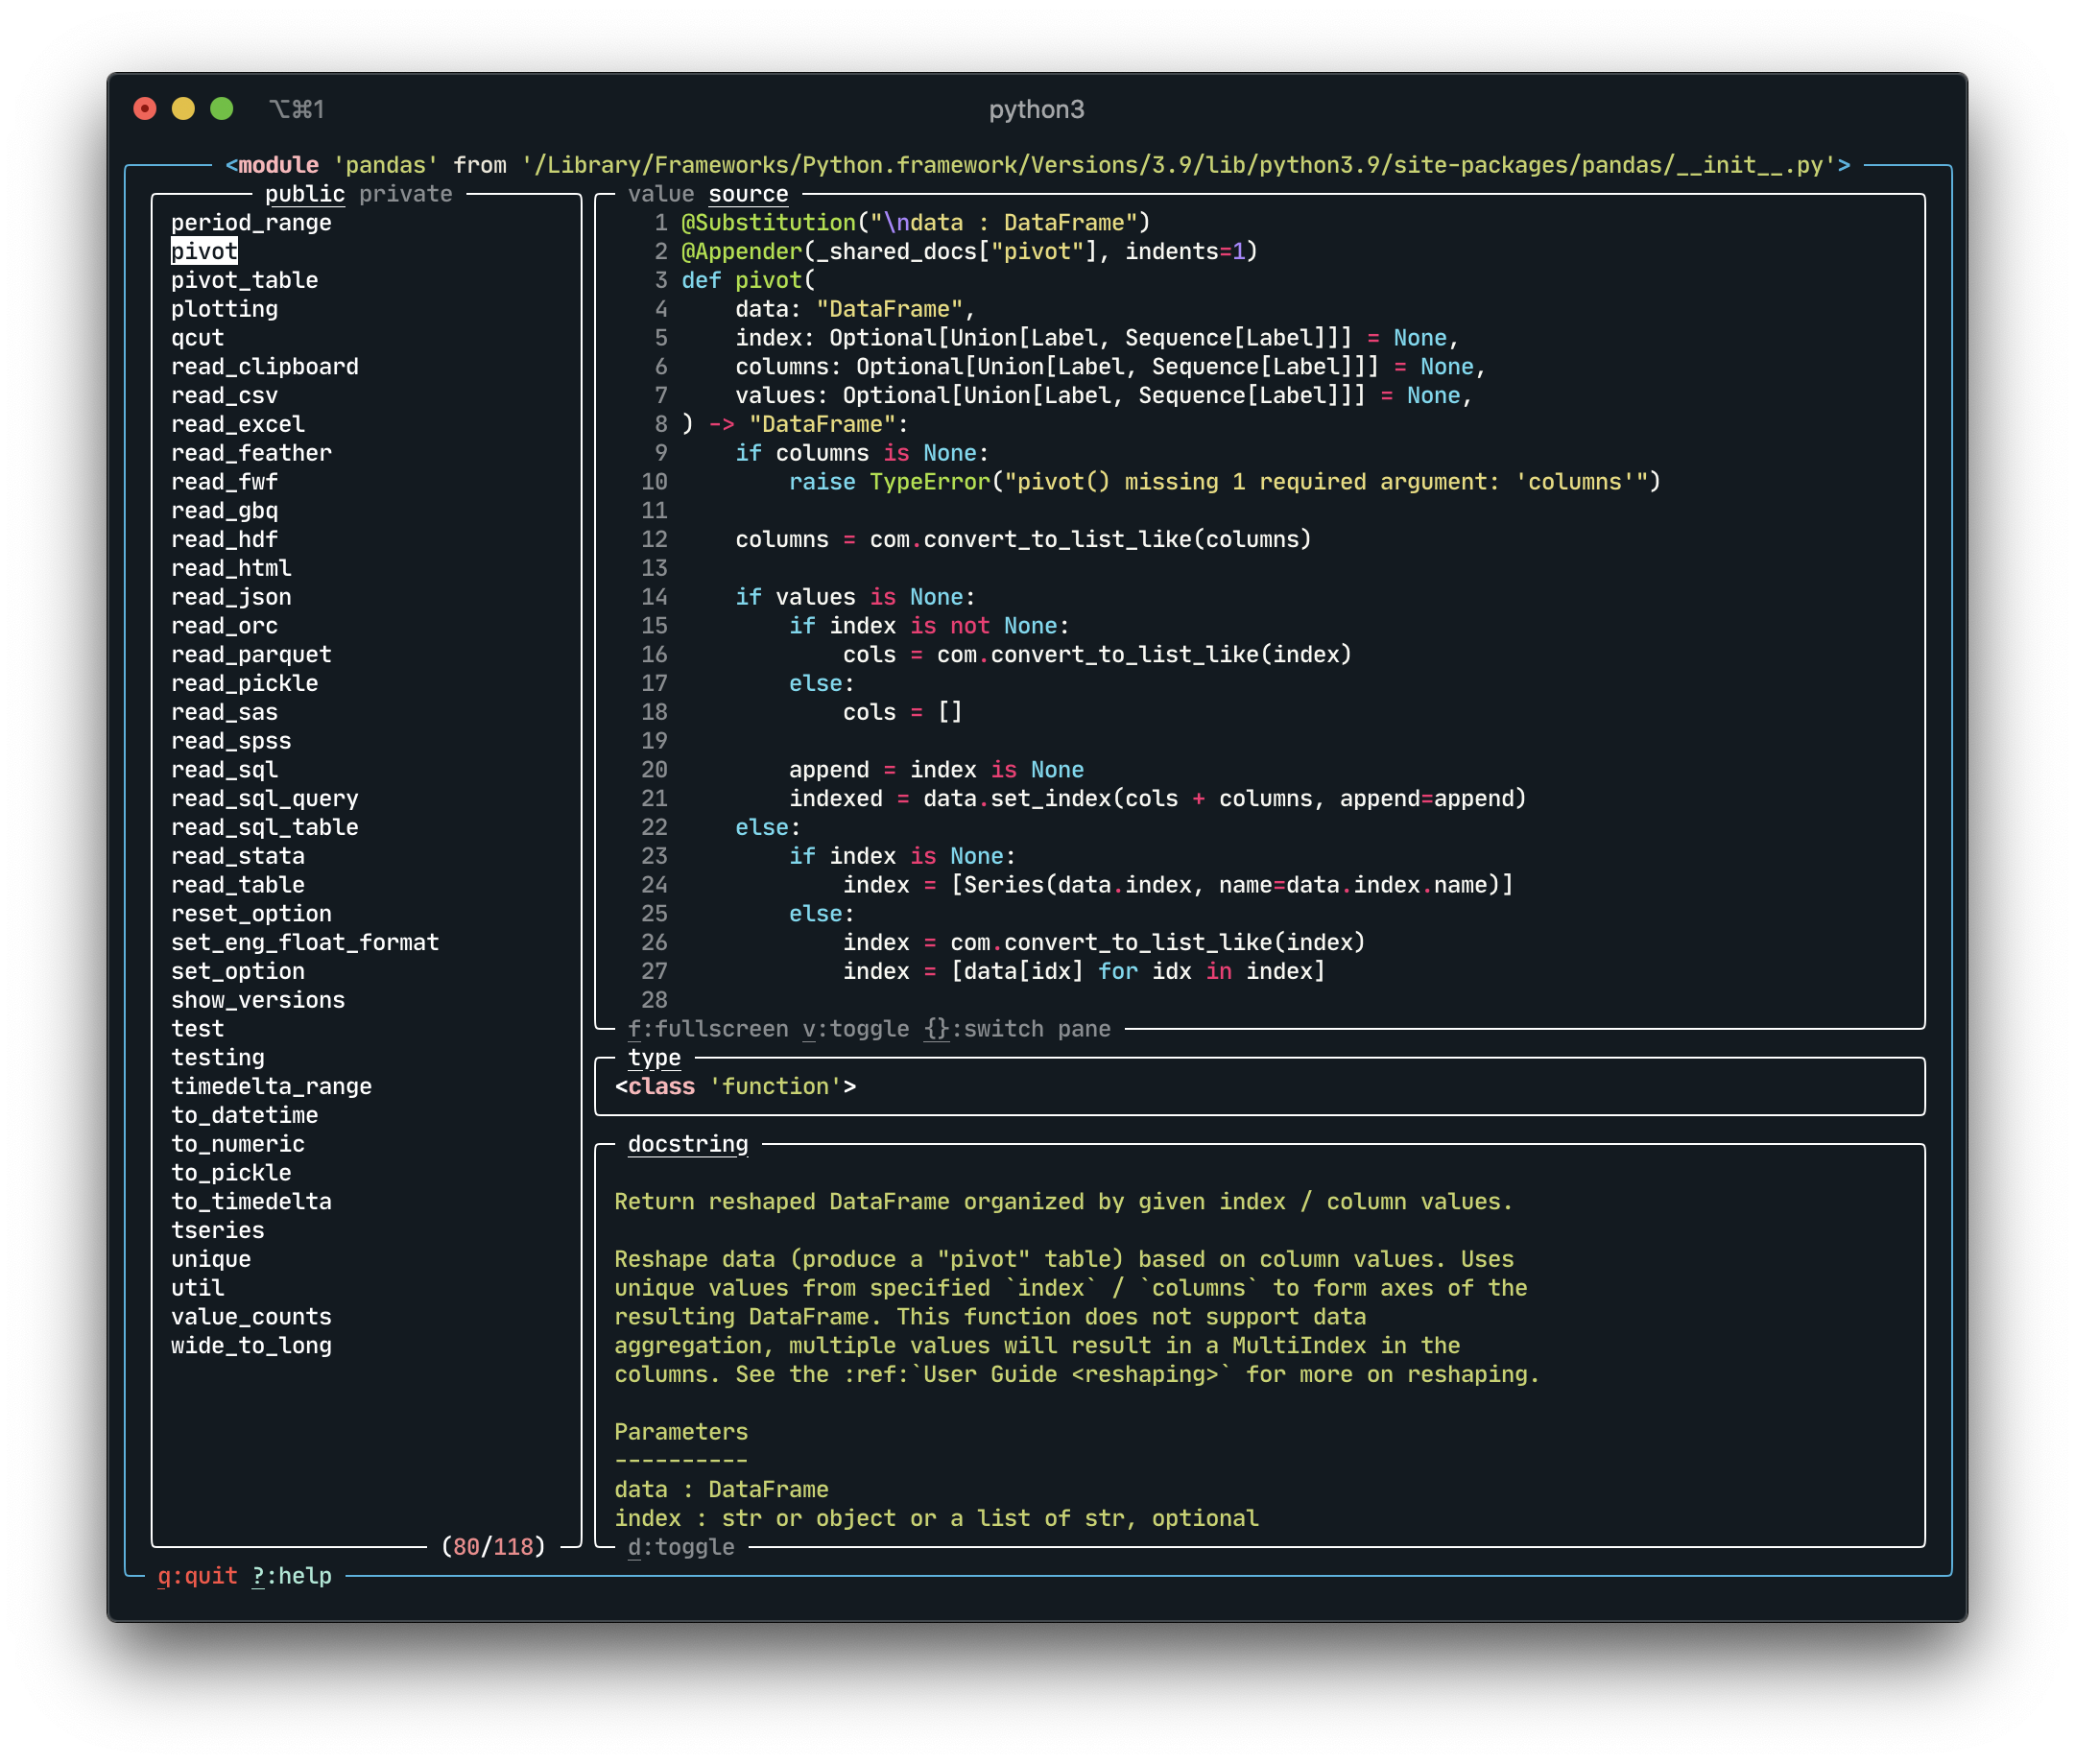 ⌥⌘1
python3
<module 'pandas' from '/Library/Frameworks/Python.framework/Versions/3.9/lib/python3.9/site-packages/pandas/__init__.py'>
public private
period_range
pivot
pivot_table
plotting
qcut
read_clipboard
read_csv
read_excel
read_feather
read_fwf
read_gbq
read_hdf
read_html
read_json
read_orc
read_parquet
read_pickle
read_sas
read_spss
read_sql
read_sql_query
read_sql_table
read_stata
read_table
reset_option
set_eng_float_format
set_option
show_versions
test
testing
timedelta_range
to_datetime
to_numeric
to_pickle
to_timedelta
tseries
unique
util
value_counts
wide_to_long
(80/118)
value source
1 @Substitution("\ndata : DataFrame")
2 @Appender(_shared_docs["pivot"], indents=1)
3 def pivot(
4     data: "DataFrame",
5     index: Optional[Union[Label, Sequence[Label]]] = None,
6     columns: Optional[Union[Label, Sequence[Label]]] = None,
7     values: Optional[Union[Label, Sequence[Label]]] = None,
8 ) -> "DataFrame":
9     if columns is None:
10         raise TypeError("pivot() missing 1 required argument: 'columns'")
11
12     columns = com.convert_to_list_like(columns)
13
14     if values is None:
15         if index is not None:
16             cols = com.convert_to_list_like(index)
17         else:
18             cols = []
19
20         append = index is None
21         indexed = data.set_index(cols + columns, append=append)
22     else:
23         if index is None:
24             index = [Series(data.index, name=data.index.name)]
25         else:
26             index = com.convert_to_list_like(index)
27             index = [data[idx] for idx in index]
28
f:fullscreen v:toggle {}:switch pane
type
<class 'function'>
docstring
Return reshaped DataFrame organized by given index / column values.
Reshape data (produce a "pivot" table) based on column values. Uses
unique values from specified `index` / `columns` to form axes of the
resulting DataFrame. This function does not support data
aggregation, multiple values will result in a MultiIndex in the
columns. See the :ref:`User Guide <reshaping>` for more on reshaping.
Parameters
----------
data : DataFrame
index : str or object or a list of str, optional
d:toggle
q:quit ?:help